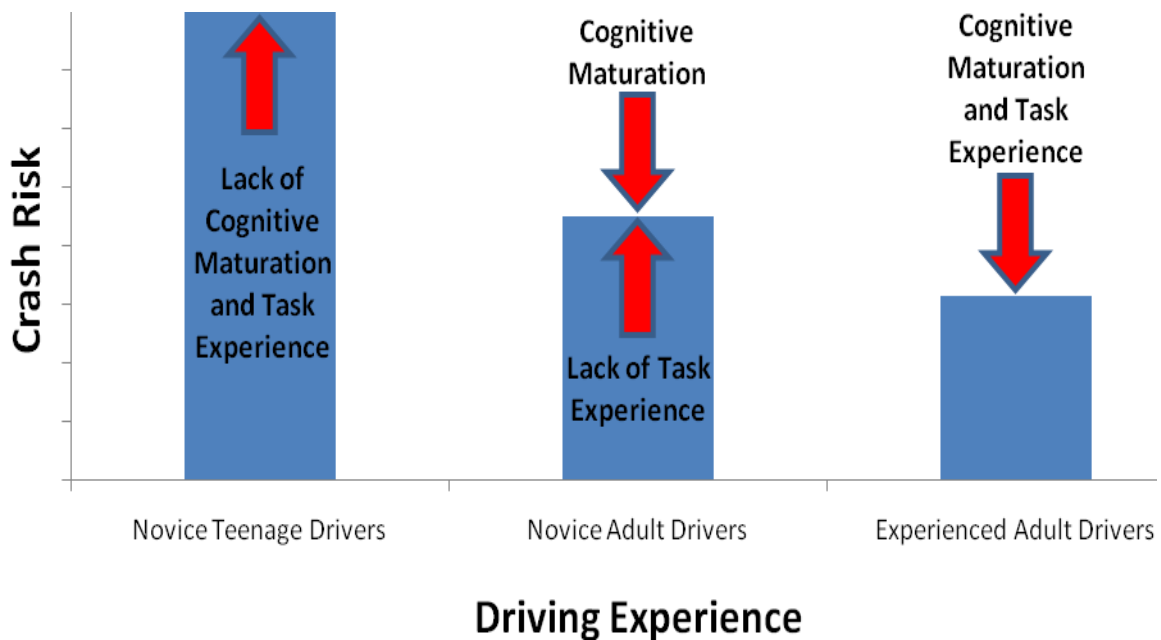 Crash Risk
Lack of
Cognitive
Maturation
and Task
Experience
Cognitive
Maturation
Lack of Task
Experience
Cognitive
Maturation
and Task
Experience
Novice Teenage Drivers
Novice Adult Drivers
Experienced Adult Drivers
Driving Experience